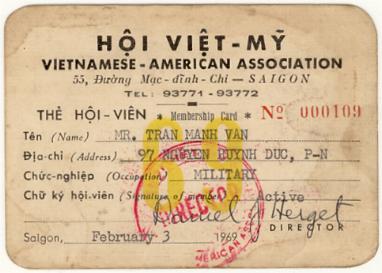 HỘI VIỆT-MỸ
VIETNAMESE-AMERICAN ASSOCIATION
55, Đường Mạc-đĩnh-Chi — SAIGON
TEL: 93771 - 93772
THẺ HỘI-VIÊN * Membership Card * Nº 000109
Tên (Name) MR. TRAN MANH VAN
Địa-chỉ (Address) 97 NGUYEN HUYNH DUC, P-N
Chức-nghiệp (Occupation) MILITARY
Chữ ký hội.viên (Signature of member) Active
Daniel J Herget
DIRECTOR
Saigon, February 3 1969